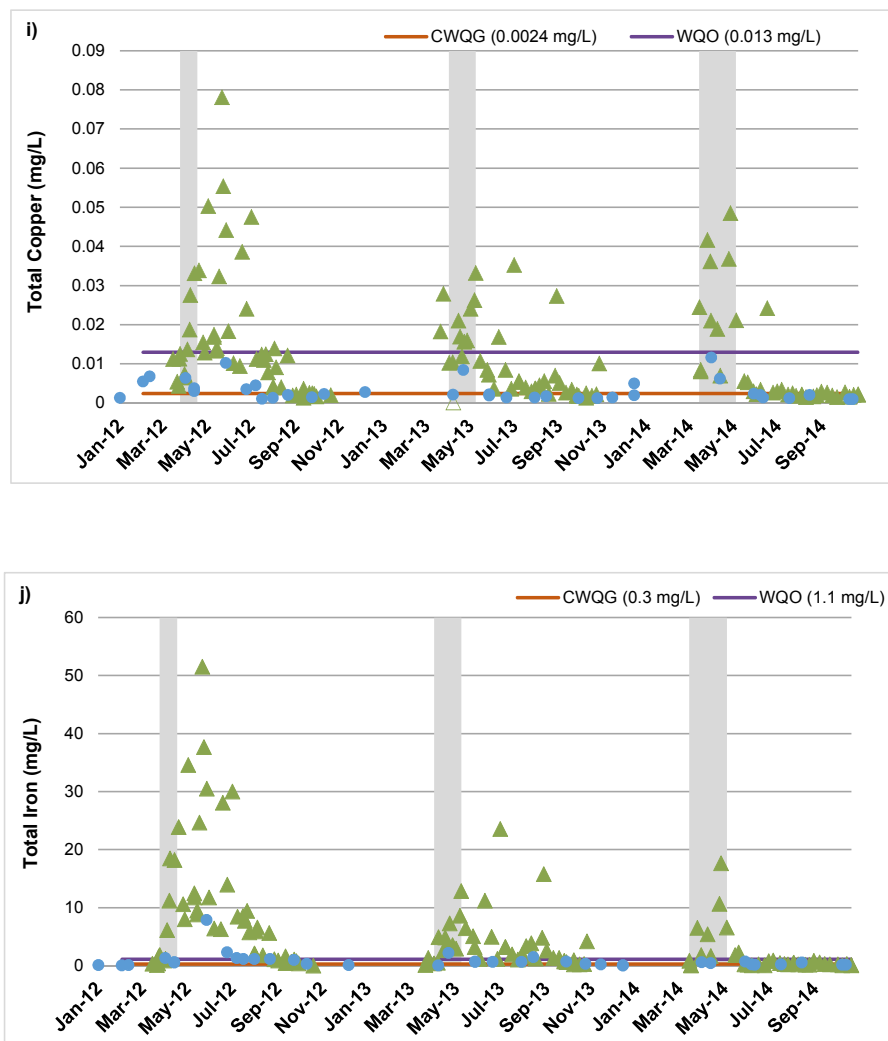 i)
CWQG (0.0024 mg/L) WQO (0.013 mg/L)
Total Copper (mg/L)
0.09
0.08
0.07
0.06
0.05
0.04
0.03
0.02
0.01
0
Jan-12 Mar-12 May-12 Jul-12 Sep-12 Nov-12 Jan-13 Mar-13 May-13 Jul-13 Sep-13 Nov-13 Jan-14 Mar-14 May-14 Jul-14 Sep-14
j)
CWQG (0.3 mg/L) WQO (1.1 mg/L)
Total Iron (mg/L)
60
50
40
30
20
10
0
Jan-12 Mar-12 May-12 Jul-12 Sep-12 Nov-12 Jan-13 Mar-13 May-13 Jul-13 Sep-13 Nov-13 Jan-14 Mar-14 May-14 Jul-14 Sep-14